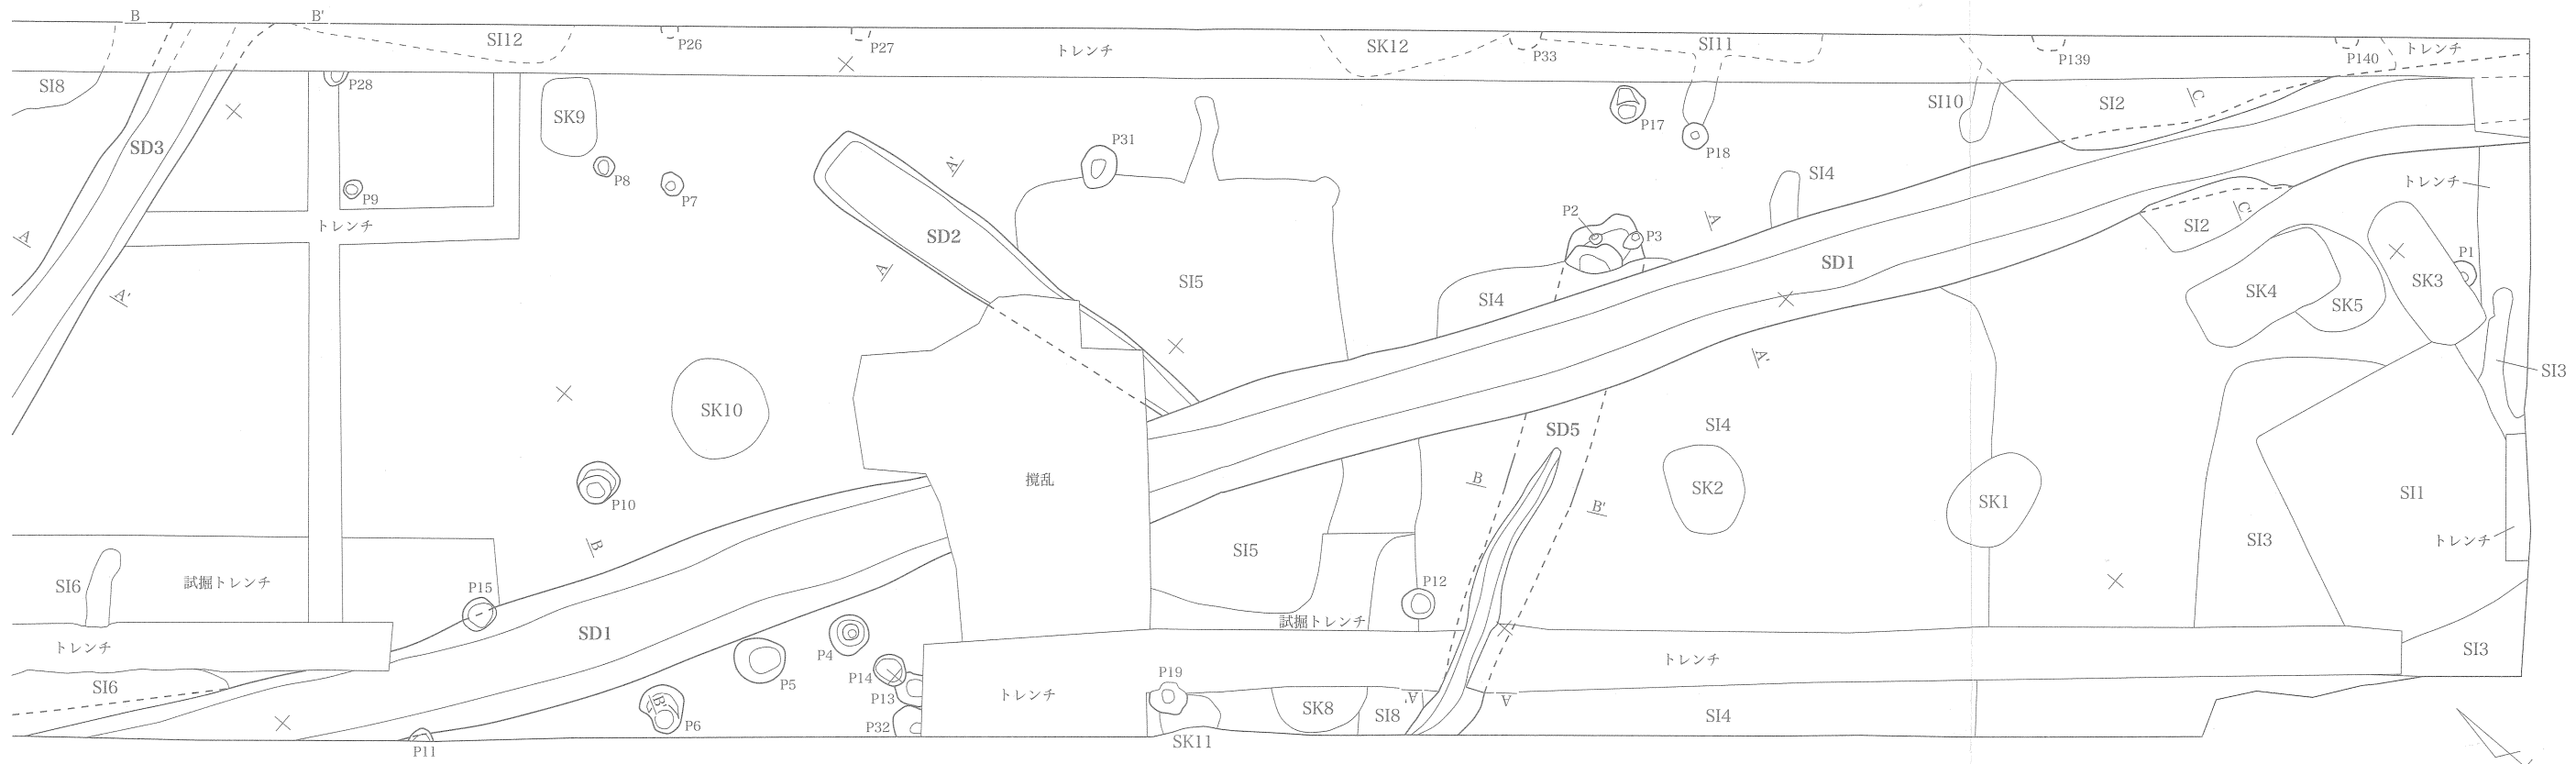 B
B'
SI12
P26
P27
トレンチ
SK12
P33
SI11
P139
P140
トレンチ
SI8
P28
SK9
P17
P18
SI10
SI2
C
SD3
P31
P8
P7
P9
A'
SI4
トレンチ
トレンチ
SD2
P2
P3
A
SI2
C'
A
A
SI5
SD1
P1
SK3
SK4
SK5
A'
SI4
A'
SI3
SK10
SI4
SD5
撹乱
B
SK2
SK1
SI1
P10
B'
B
SI5
SI3
トレンチ
SI6
試掘トレンチ
P15
P12
試掘トレンチ
SD1
トレンチ
P4
トレンチ
SI3
P14
P5
P13
P19
トレンチ
SI6
B'
P6
P32
SK8
SI8
A'
A
SI4
P11
SK11